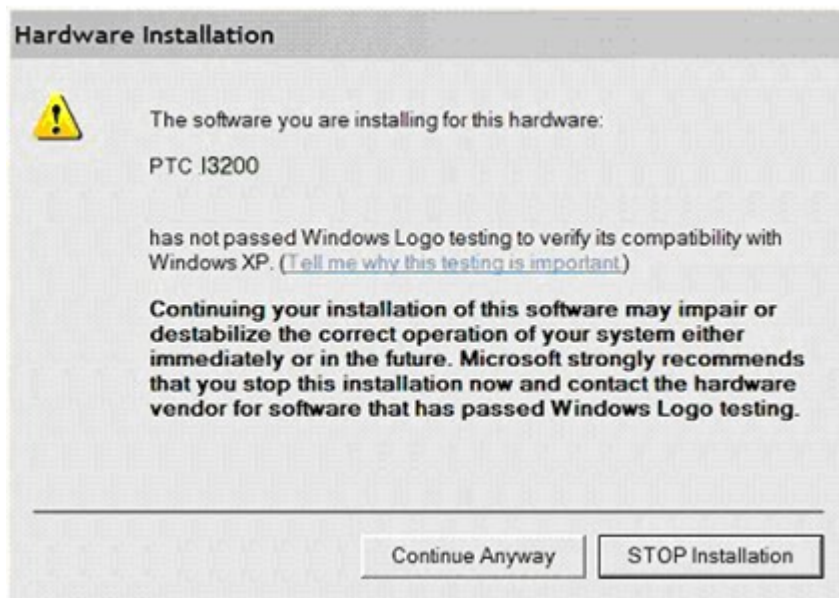 Hardware Installation
The software you are installing for this hardware:
PTC I3200
has not passed Windows Logo testing to verify its compatibility with
Windows XP. (Tell me why this testing is important.)
Continuing your installation of this software may impair or
destabilize the correct operation of your system either
immediately or in the future. Microsoft strongly recommends
that you stop this installation now and contact the hardware
vendor for software that has passed Windows Logo testing.
Continue Anyway
STOP Installation